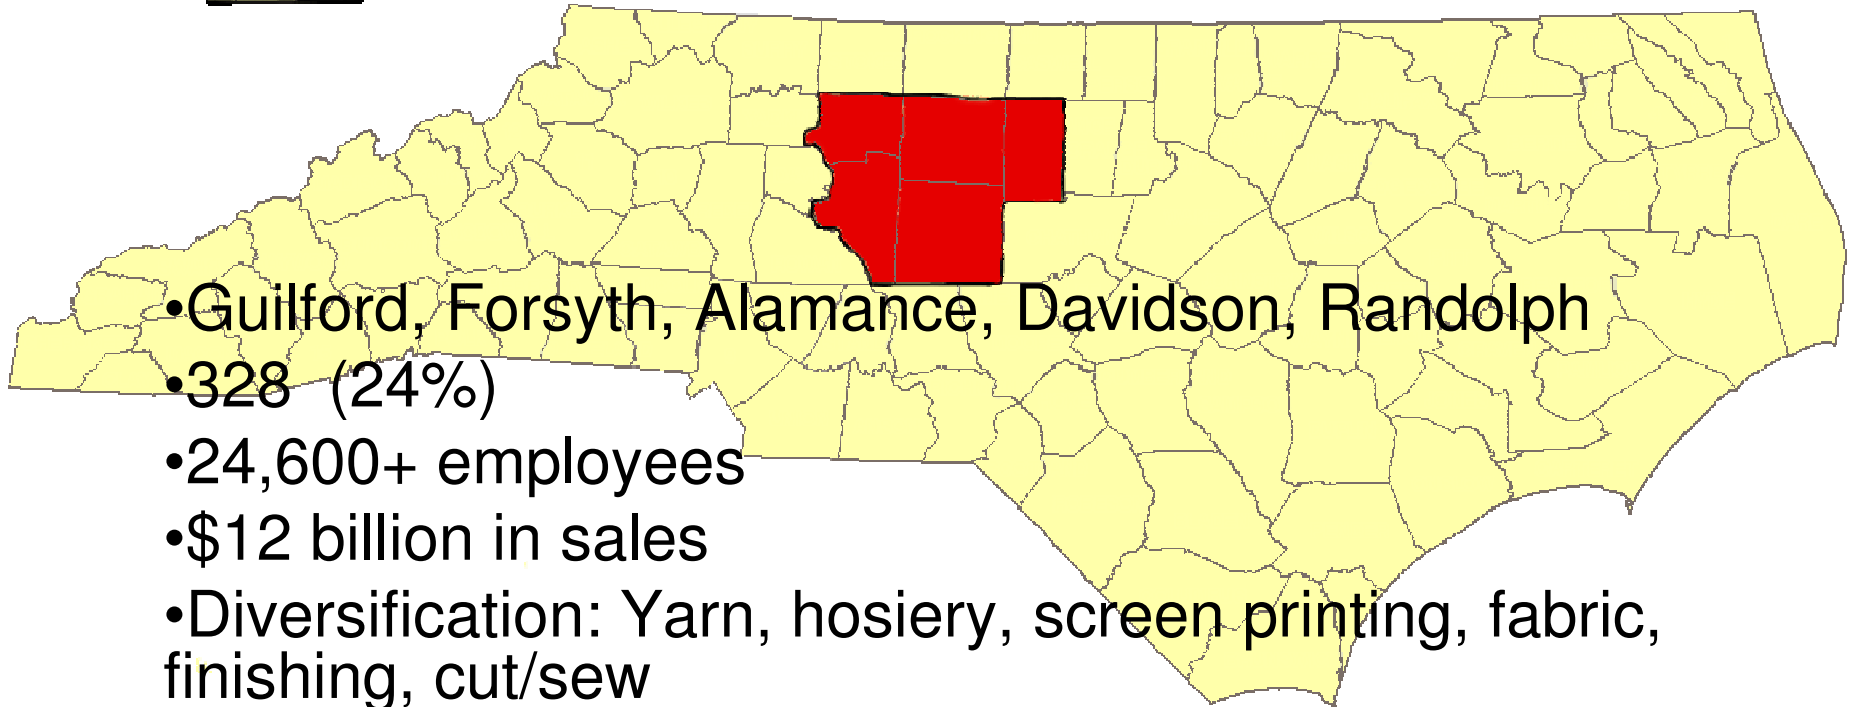 •Guilford, Forsyth, Alamance, Davidson, Randolph
•328 (24%)
•24,600+ employees
•$12 billion in sales
•Diversification: Yarn, hosiery, screen printing, fabric,
finishing, cut/sew